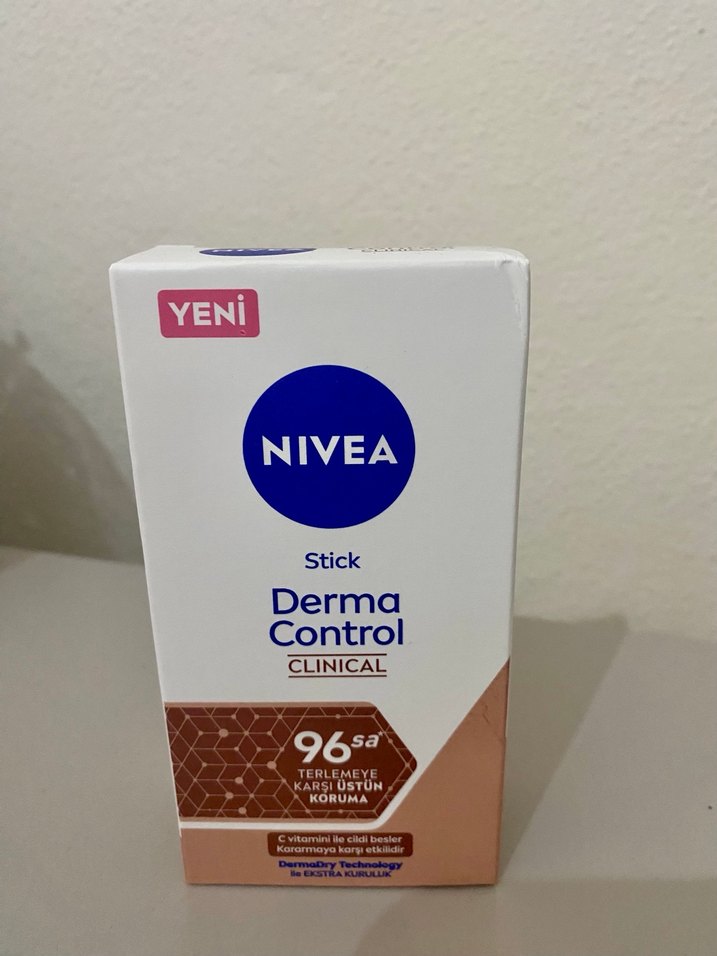 NIVEA
YENİ
NIVEA
Stick
Derma
Control
CLINICAL
96sa*
TERLEMEYE
KARŞI ÜSTÜN
KORUMA
C vitamini ile cildi besler
Kararmaya karşı etkilidir
DermaDry Technology
ile EKSTRA KURULUK